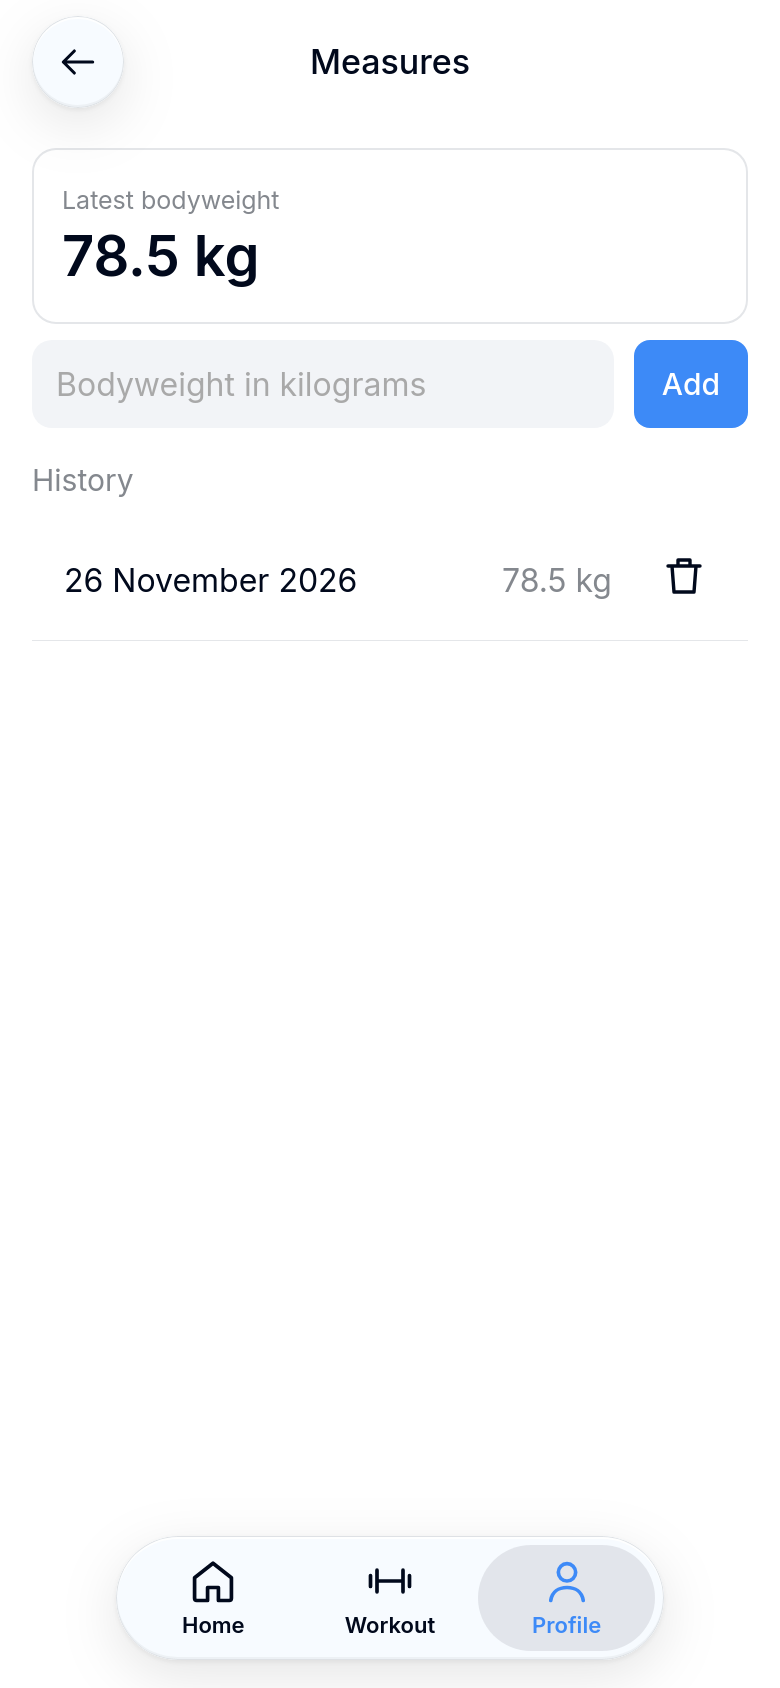 Measures
Latest bodyweight
78.5 kg
Bodyweight in kilograms
Add
History
26 November 2026
78.5 kg
Home
Workout
Profile